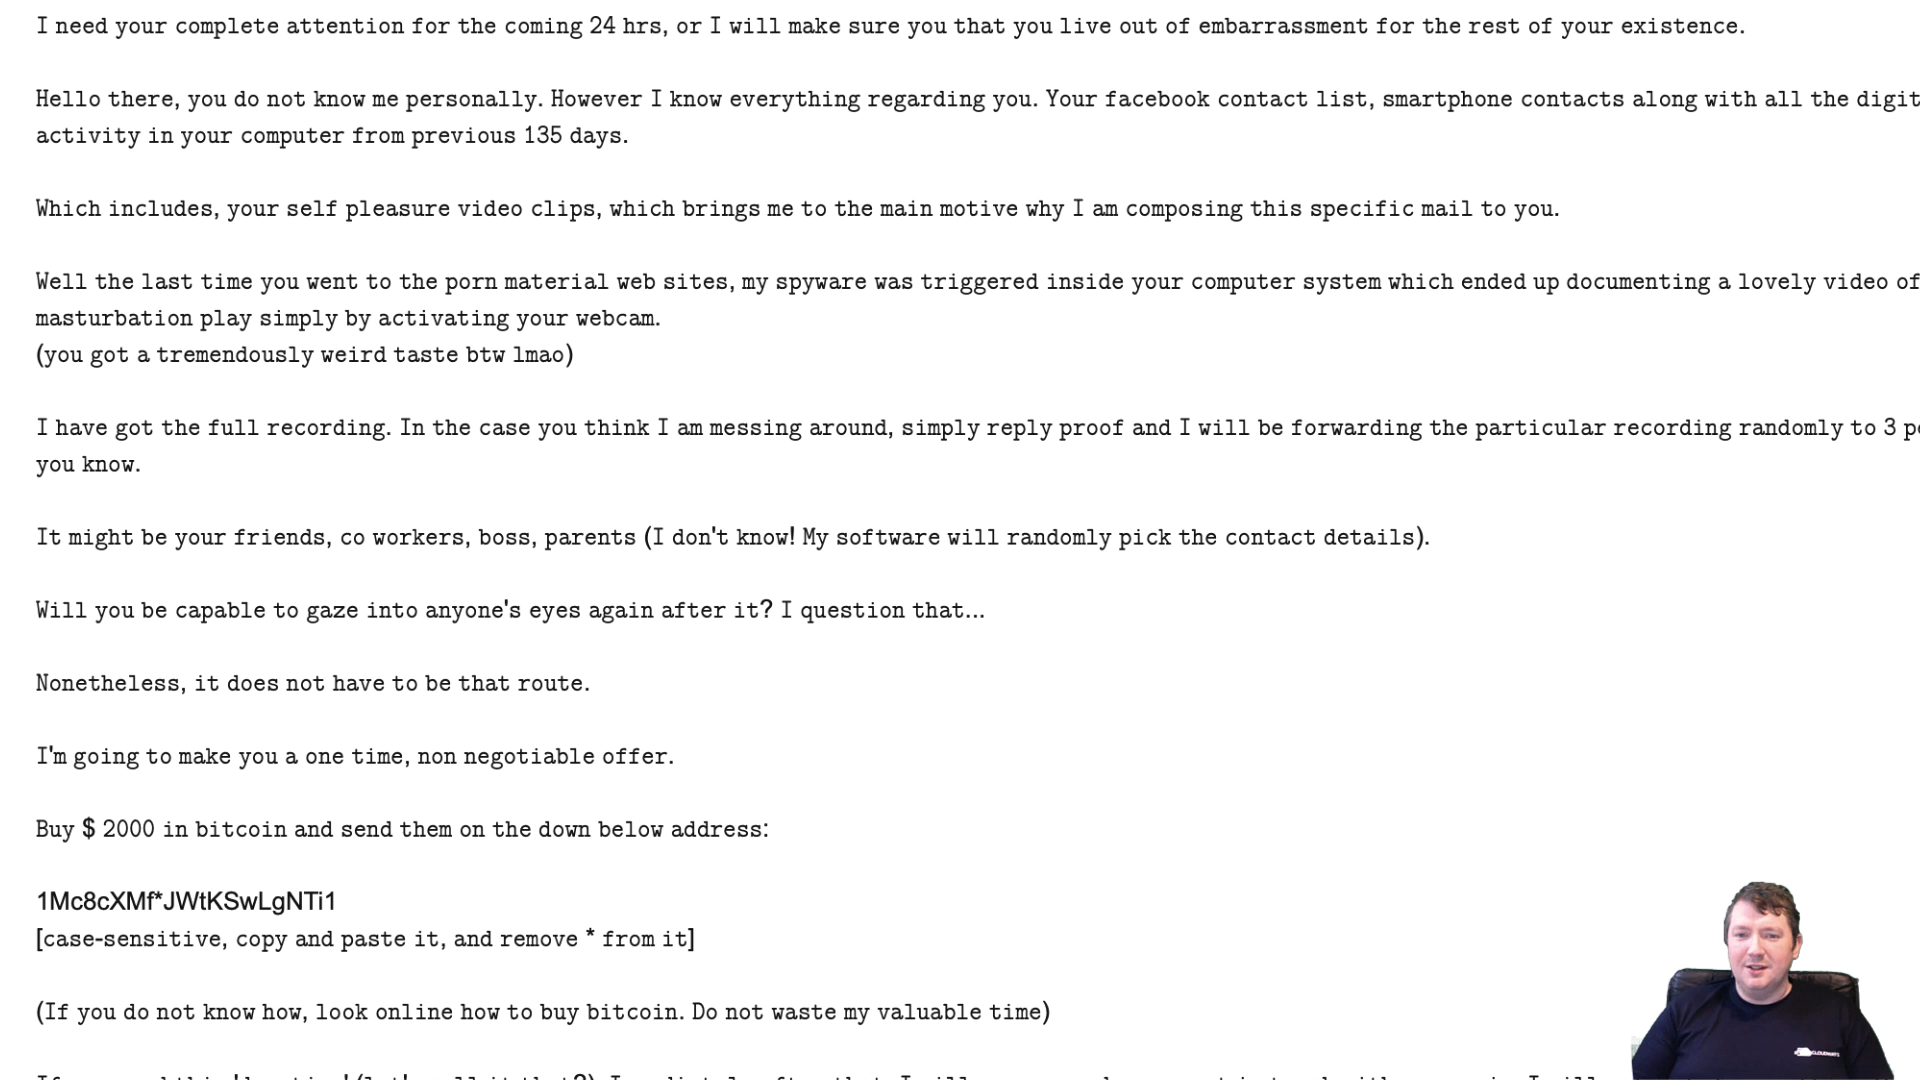 I need your complete attention for the coming 24 hrs, or I will make sure you that you live out of embarrassment for the rest of your existence.
Hello there, you do not know me personally. However I know everything regarding you. Your facebook contact list, smartphone contacts along with all the digit
activity in your computer from previous 135 days.
Which includes, your self pleasure video clips, which brings me to the main motive why I am composing this specific mail to you.
Well the last time you went to the porn material web sites, my spyware was triggered inside your computer system which ended up documenting a lovely video of
masturbation play simply by activating your webcam.
(you got a tremendously weird taste btw lmao)
I have got the full recording. In the case you think I am messing around, simply reply proof and I will be forwarding the particular recording randomly to 3
you know.
It might be your friends, co workers, boss, parents (I don't know! My software will randomly pick the contact details).
Will you be capable to gaze into anyone's eyes again after it? I question that...
Nonetheless, it does not have to be that route.
I'm going to make you a one time, non negotiable offer.
Buy $ 2000 in bitcoin and send them on the down below address:
1Mc8cXMf*JWtKSwLgNTi1
[case-sensitive, copy and paste it, and remove * from it]
(If you do not know how, look online how to buy bitcoin. Do not waste my valuable time)